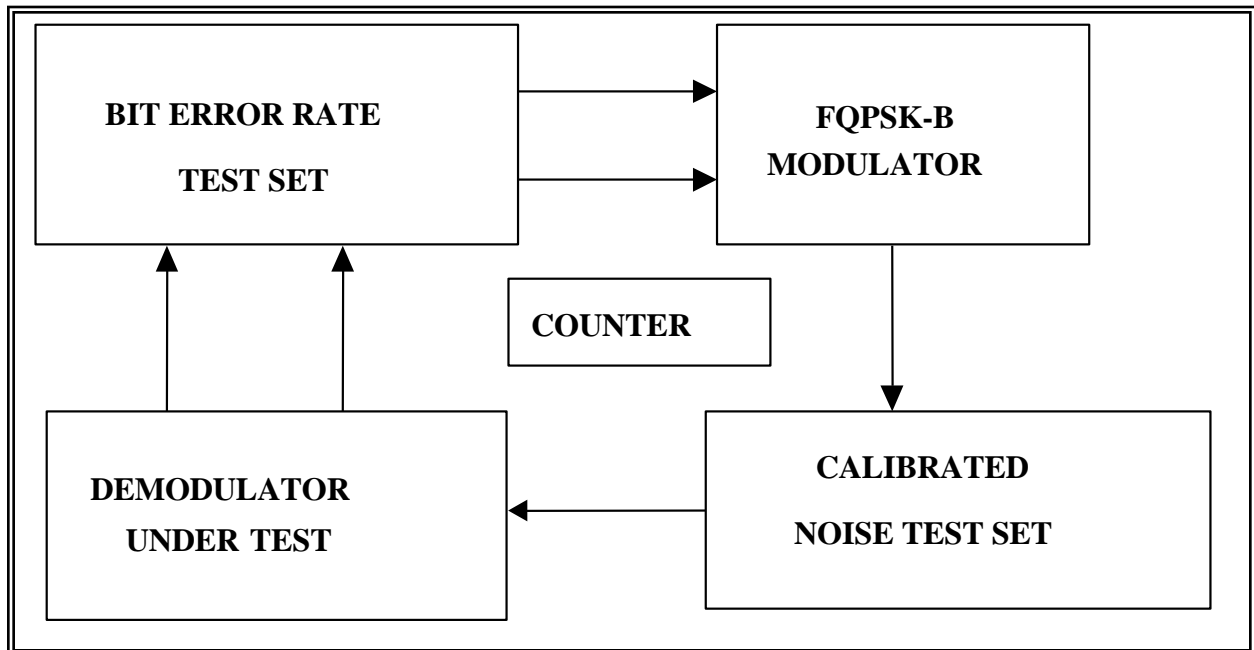 BIT ERROR RATE
TEST SET
FQPSK-B
MODULATOR
COUNTER
DEMODULATOR
UNDER TEST
CALIBRATED
NOISE TEST SET